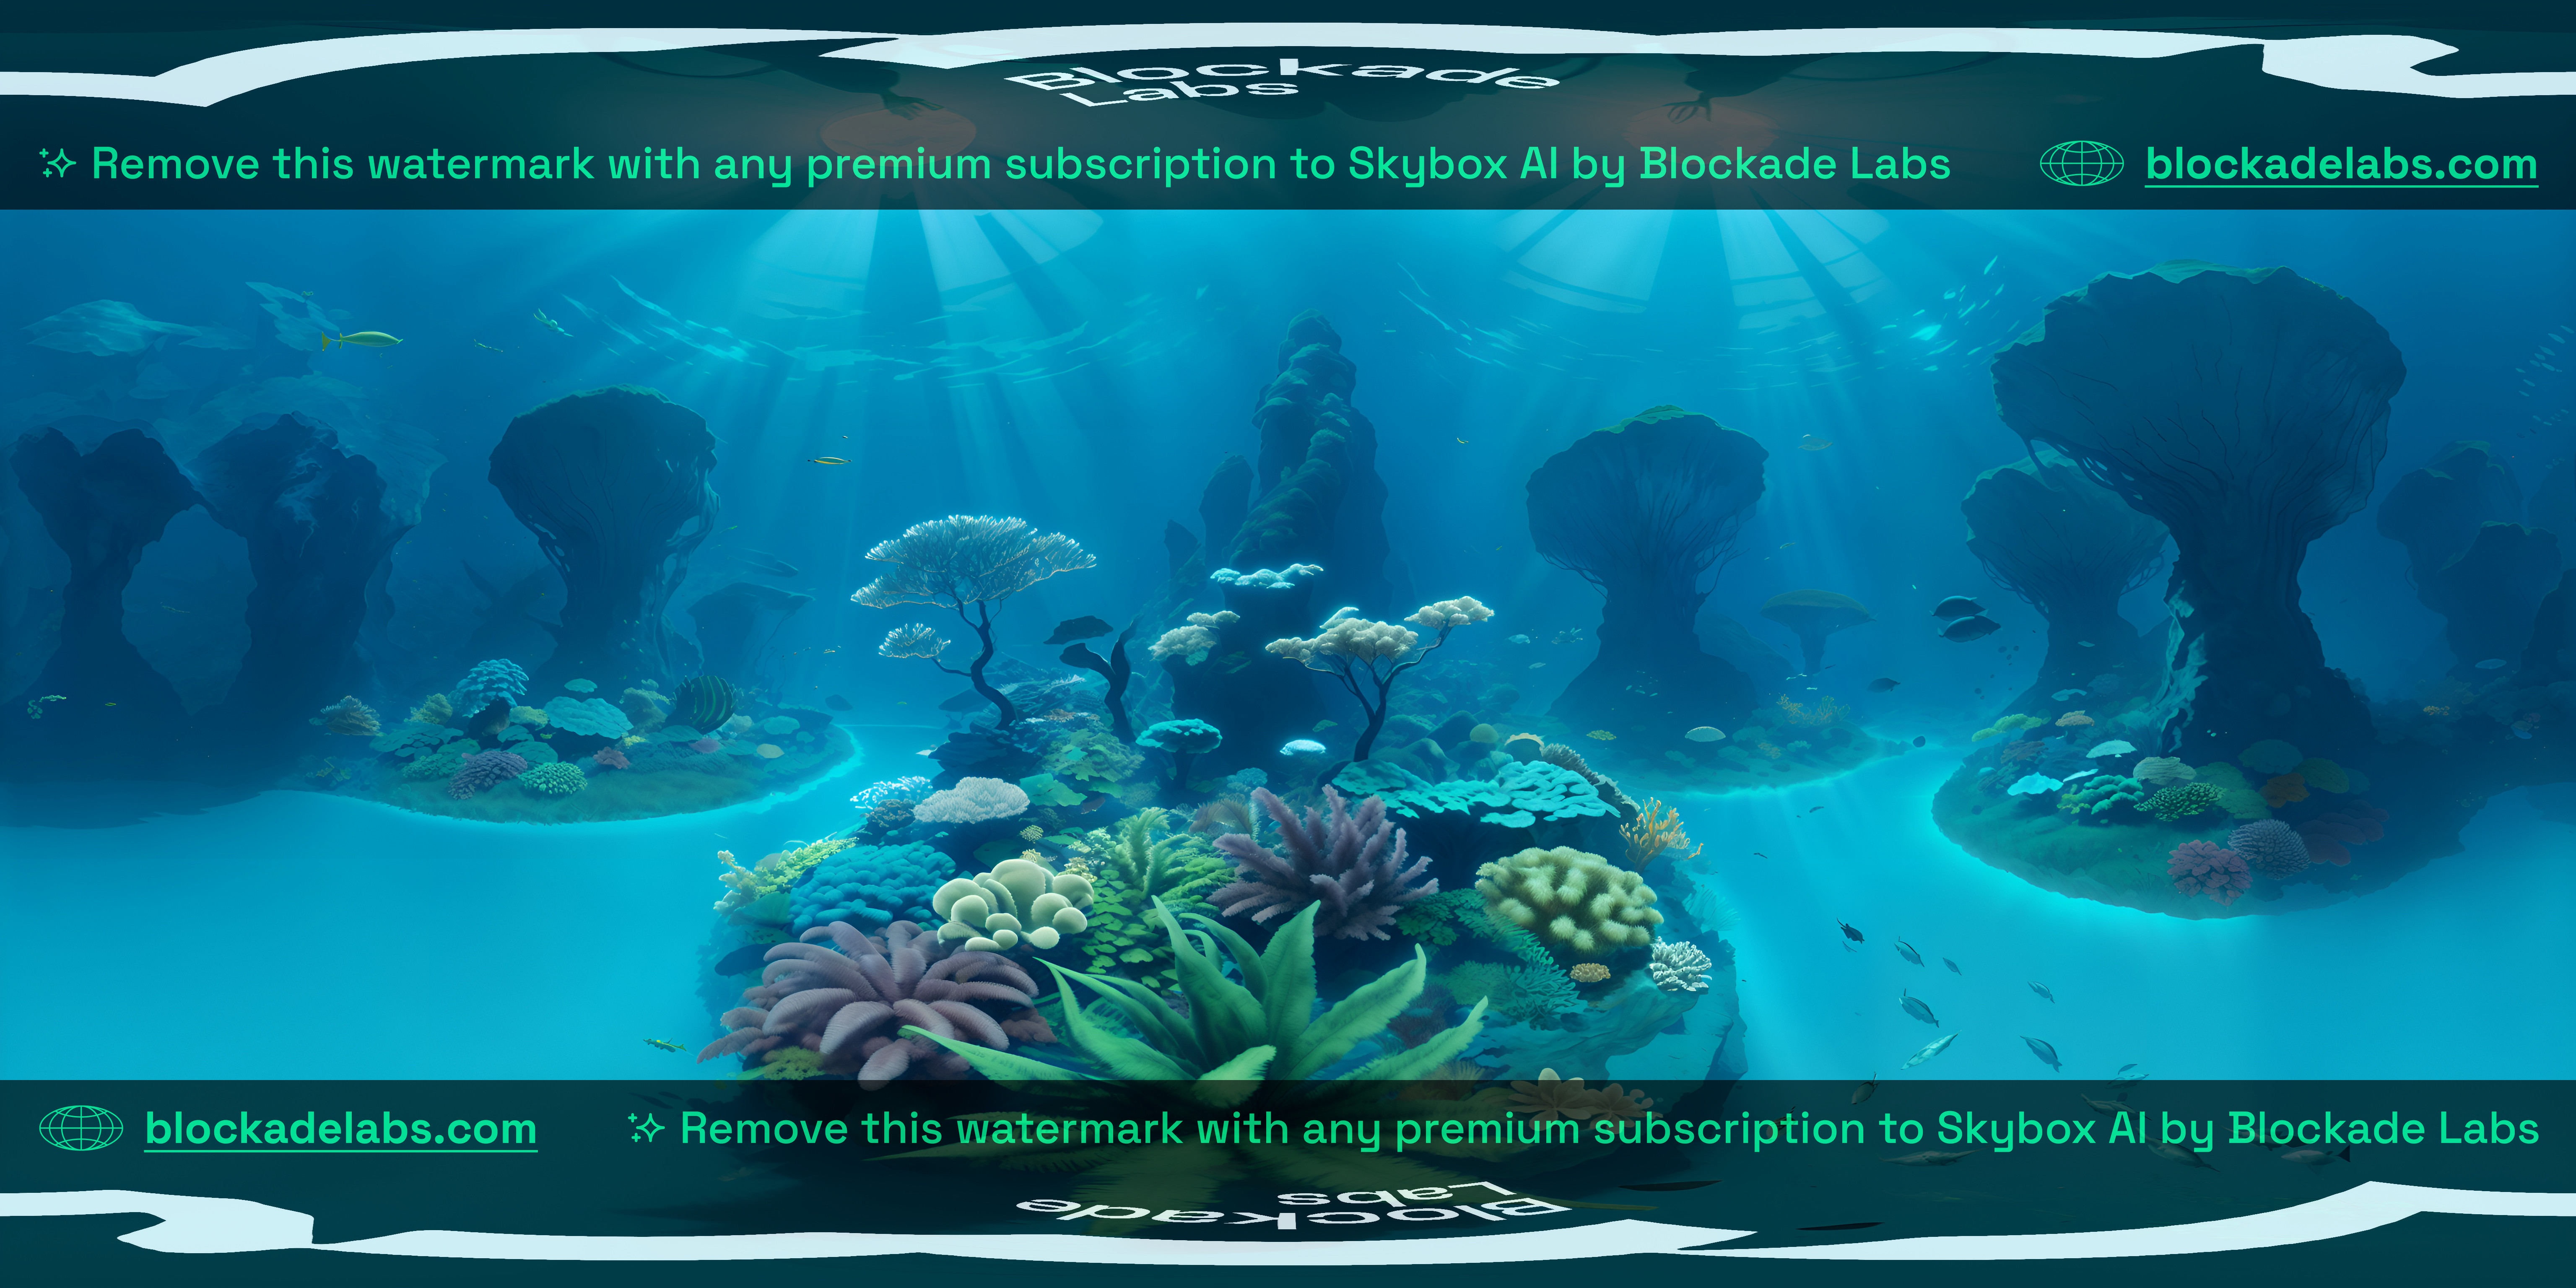 Blockade
Labs
Remove this watermark with any premium subscription to Skybox AI by Blockade Labs
blockadelabs.com
blockadelabs.com
Remove this watermark with any premium subscription to Skybox AI by Blockade Labs
Labs
Blockade